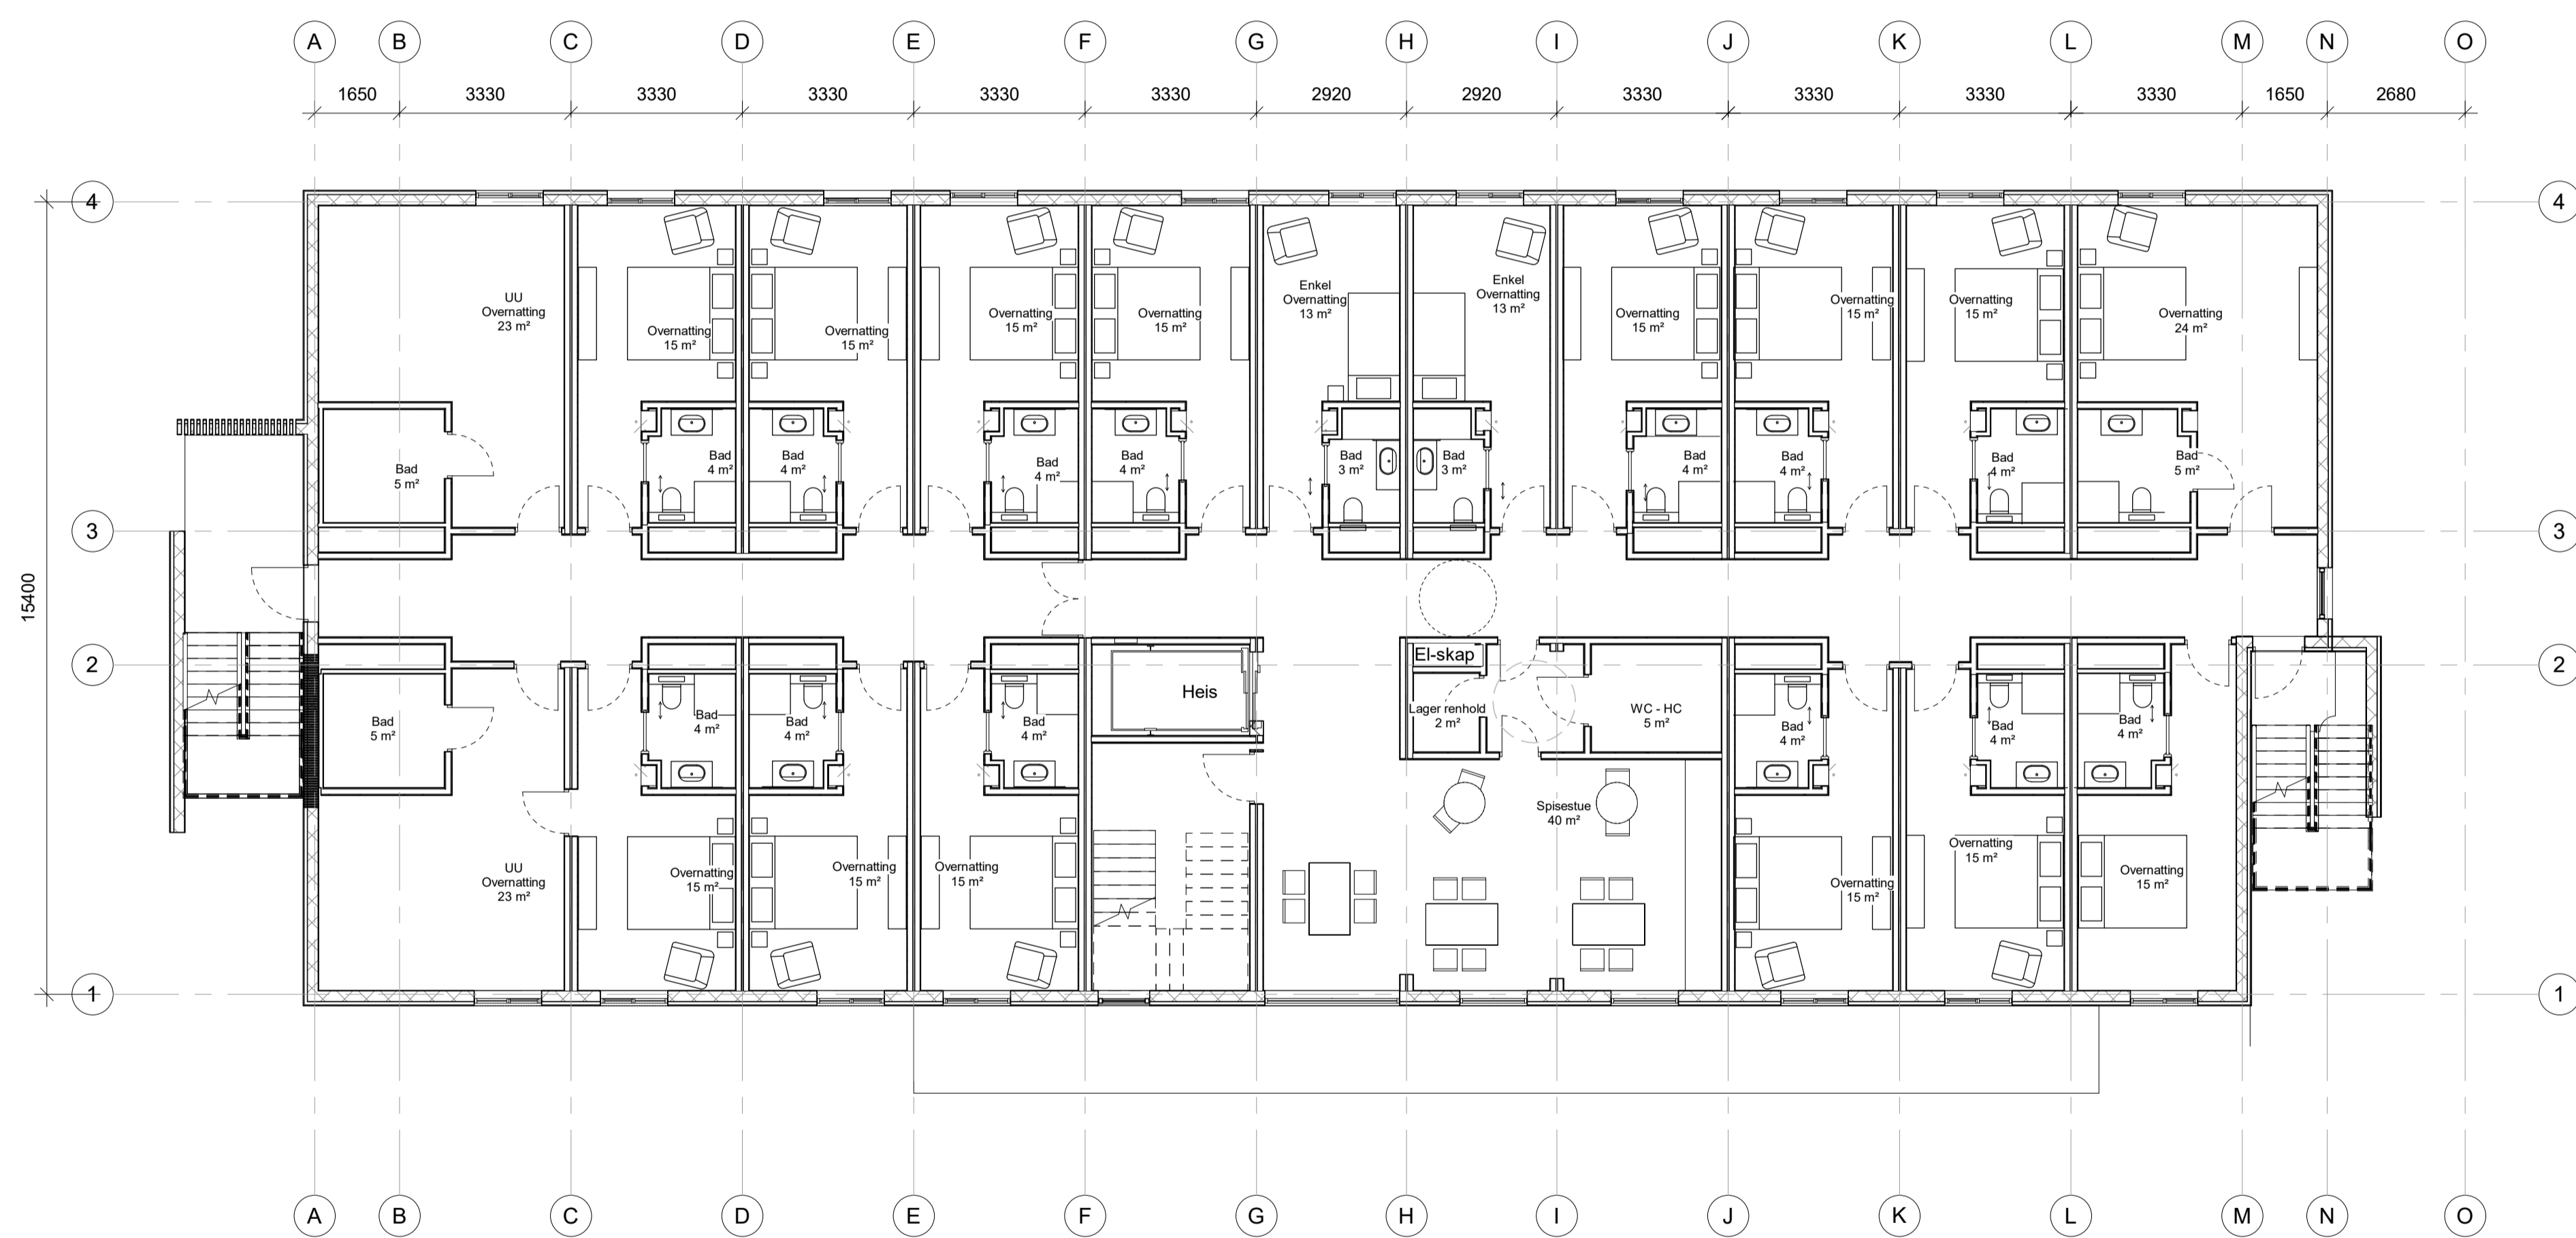 A B C D E F G H I J K L M N O
1650 3330 3330 3330 3330 3330 2920 2920 3330 3330 3330 3330 1650 2680
4 4
UU
Overnatting
23 m²
Overnatting
15 m²
Overnatting
15 m²
Overnatting
15 m²
Overnatting
15 m²
Enkel
Overnatting
13 m²
Enkel
Overnatting
13 m²
Overnatting
15 m²
Overnatting
15 m²
Overnatting
15 m²
Overnatting
24 m²
Bad
5 m²
Bad
4 m²
Bad
4 m²
Bad
4 m²
Bad
4 m²
Bad
3 m²
Bad
3 m²
Bad
4 m²
Bad
4 m²
Bad
4 m²
Bad
5 m²
3 3
15400
2 2
El-skap
Heis
Bad
5 m²
Bad
4 m²
Bad
4 m²
Bad
4 m²
Lager renhold
2 m²
WC - HC
5 m²
Bad
4 m²
Bad
4 m²
Bad
4 m²
Spisestue
40 m²
UU
Overnatting
23 m²
Overnatting
15 m²
Overnatting
15 m²
Overnatting
15 m²
Overnatting
15 m²
Overnatting
15 m²
Overnatting
15 m²
1 1
A B C D E F G H I J K L M N O